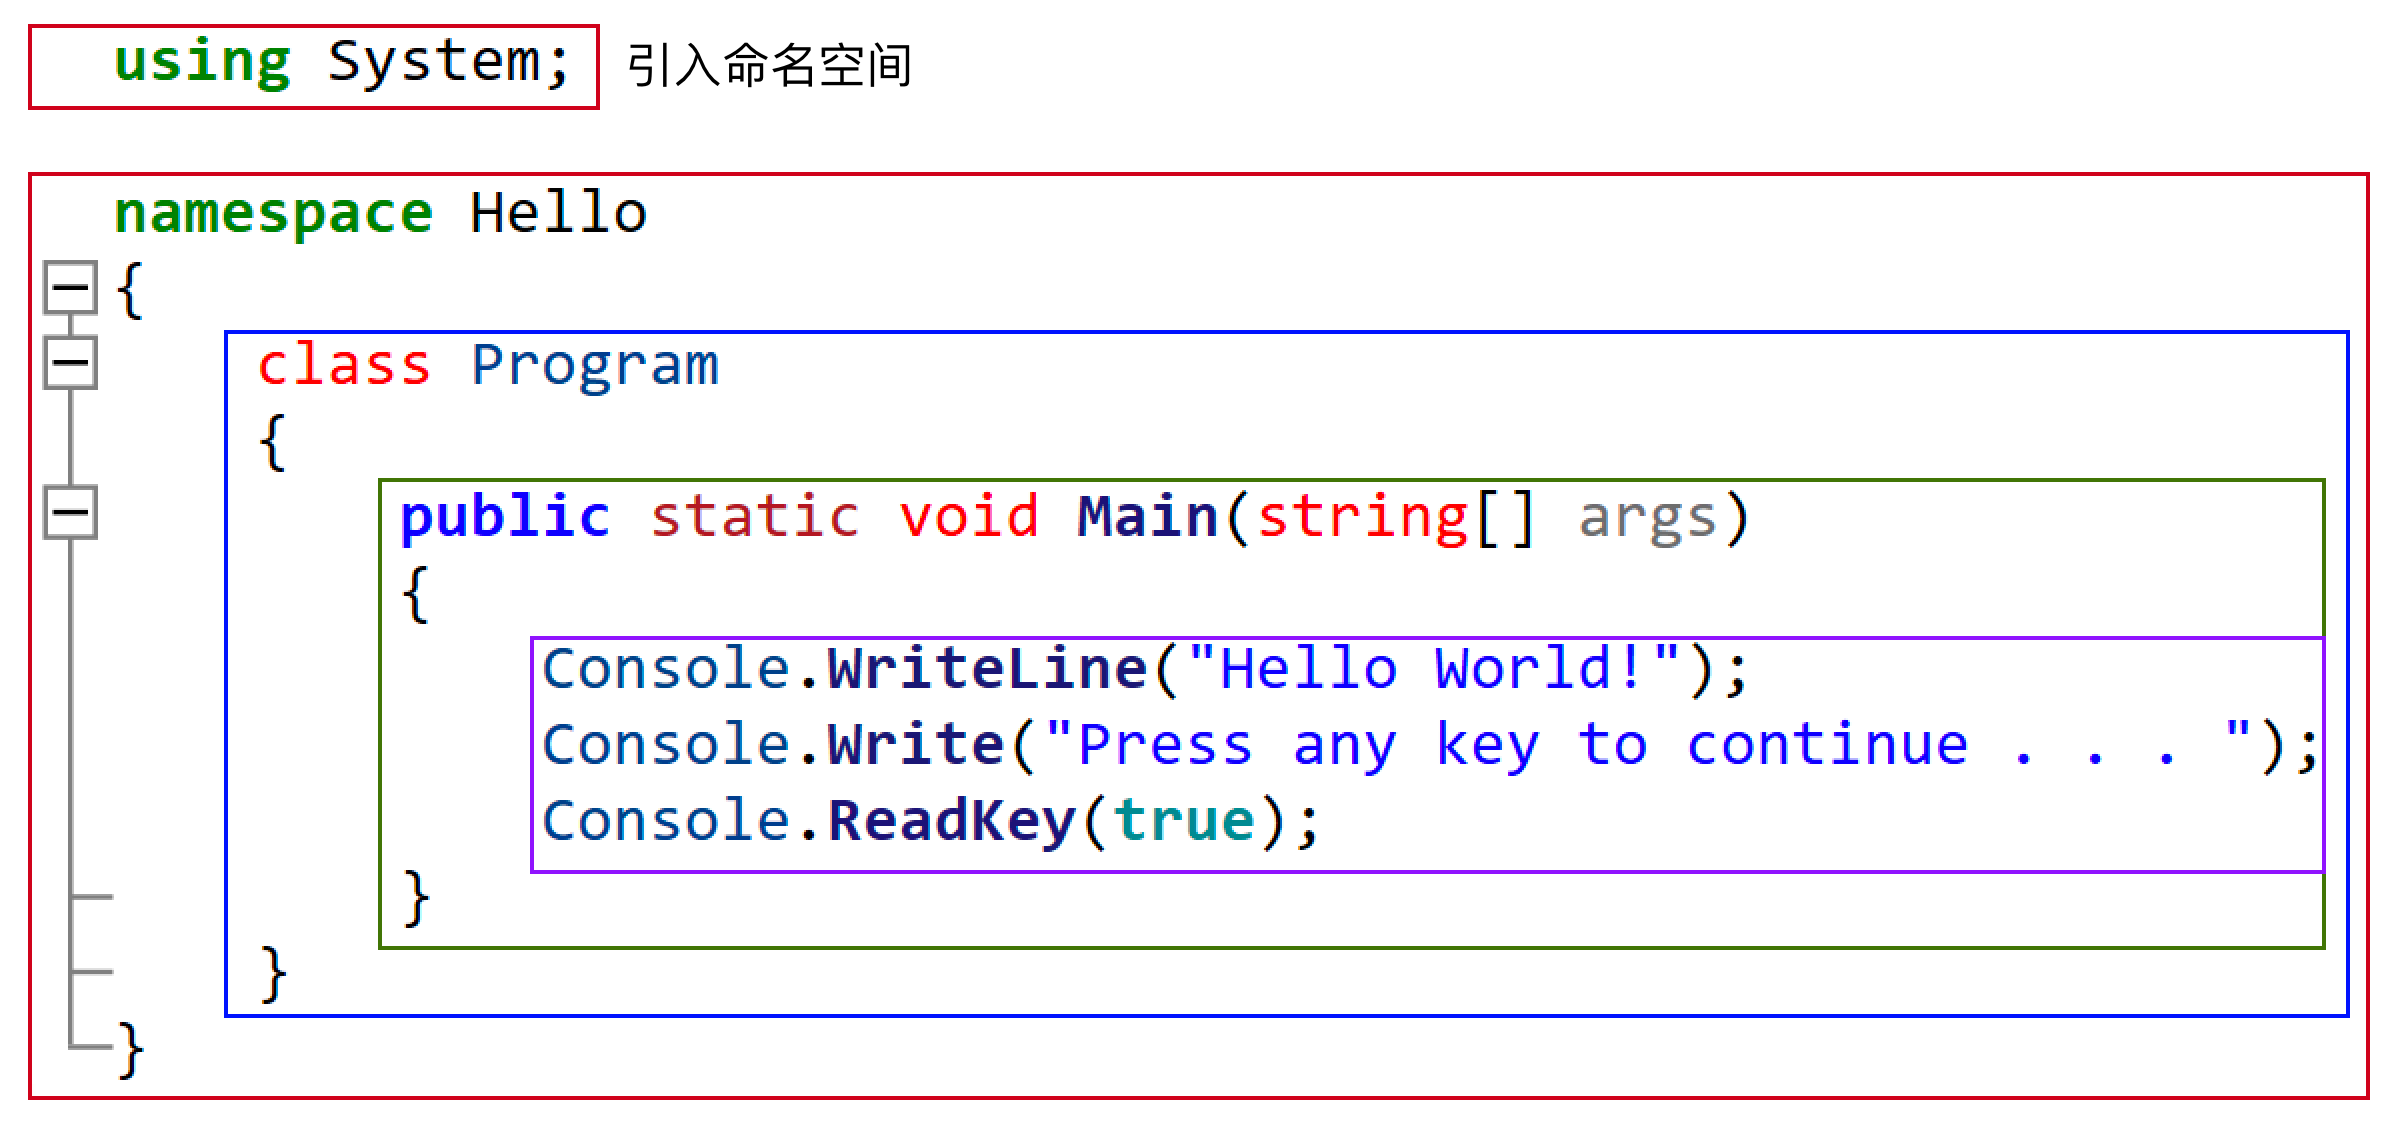 using System; 引入命名空间
namespace Hello
{
class Program
{
public static void Main(string[] args)
{
Console.WriteLine("Hello World!");
Console.Write("Press any key to continue . . . ");
Console.ReadKey(true);
}
}
}